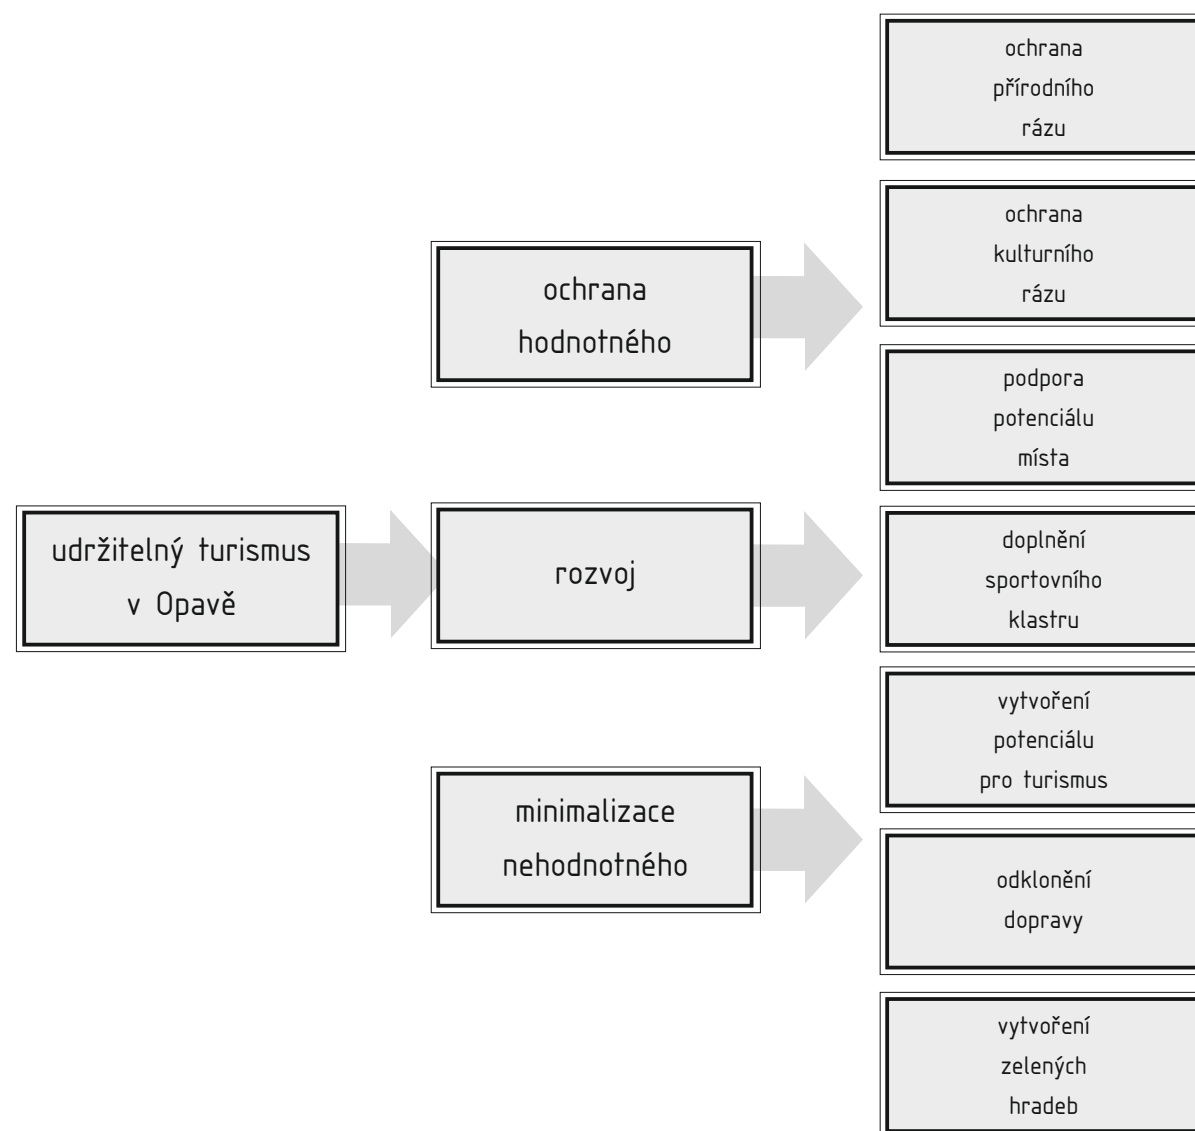 udržitelný turismus
v Opavě
ochrana
hodnotného
rozvoj
minimalizace
nehodnotného
ochrana
přírodního
rázu
ochrana
kulturního
rázu
podpora
potenciálu
místa
doplnění
sportovního
klastru
vytvoření
potenciálu
pro turismus
odklonění
dopravy
vytvoření
zelených
hradeb